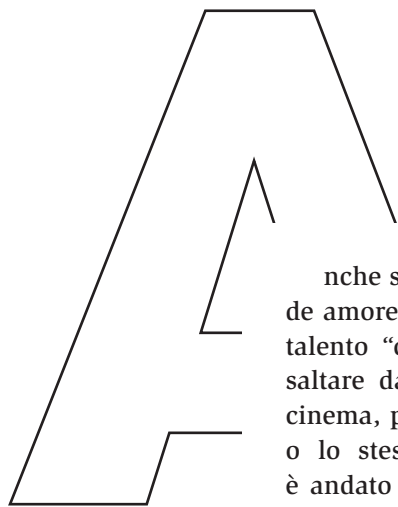 A
nche s
de amore
talento “
saltare da
cinema, p
o lo stes
è andato